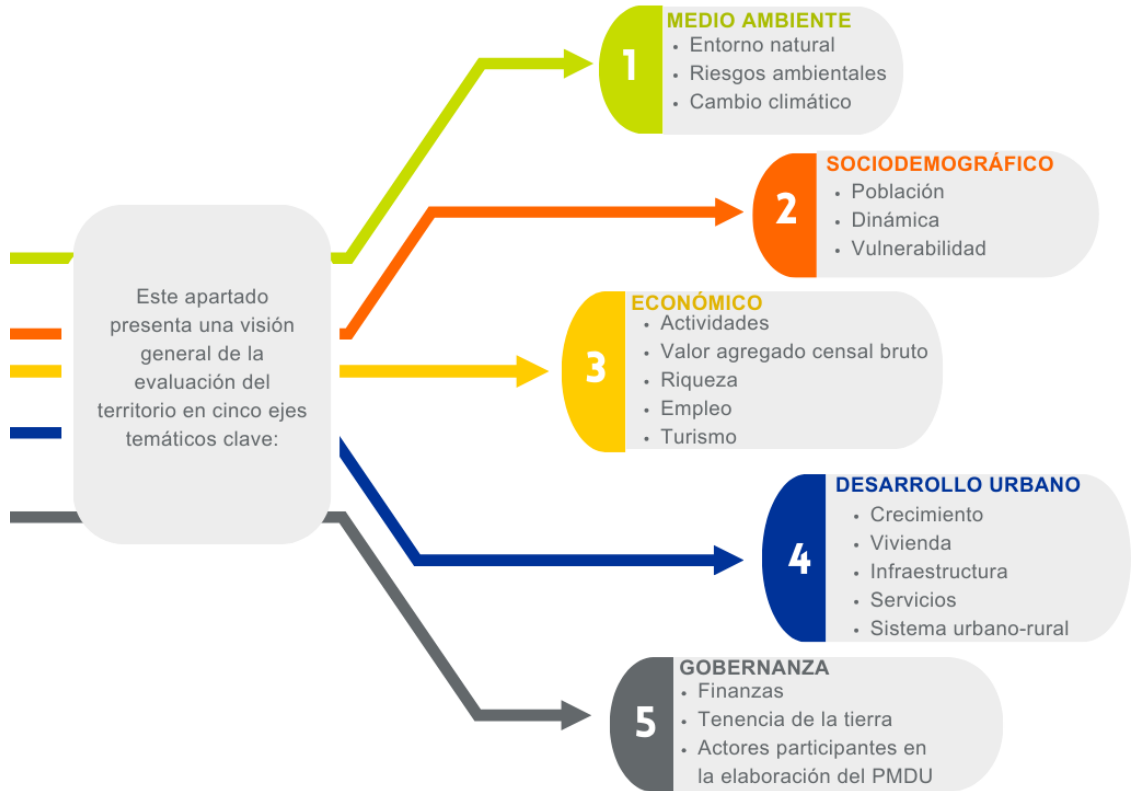 Este apartado
presenta una visión
general de la
evaluación del
territorio en cinco ejes
temáticos clave:
1
MEDIO AMBIENTE
• Entorno natural
• Riesgos ambientales
• Cambio climático
2
SOCIODEMOGRÁFICO
• Población
• Dinámica
• Vulnerabilidad
3
ECONÓMICO
• Actividades
• Valor agregado censal bruto
• Riqueza
• Empleo
• Turismo
4
DESARROLLO URBANO
• Crecimiento
• Vivienda
• Infraestructura
• Servicios
• Sistema urbano-rural
5
GOBERNANZA
• Finanzas
• Tenencia de la tierra
• Actores participantes en
la elaboración del PMDU